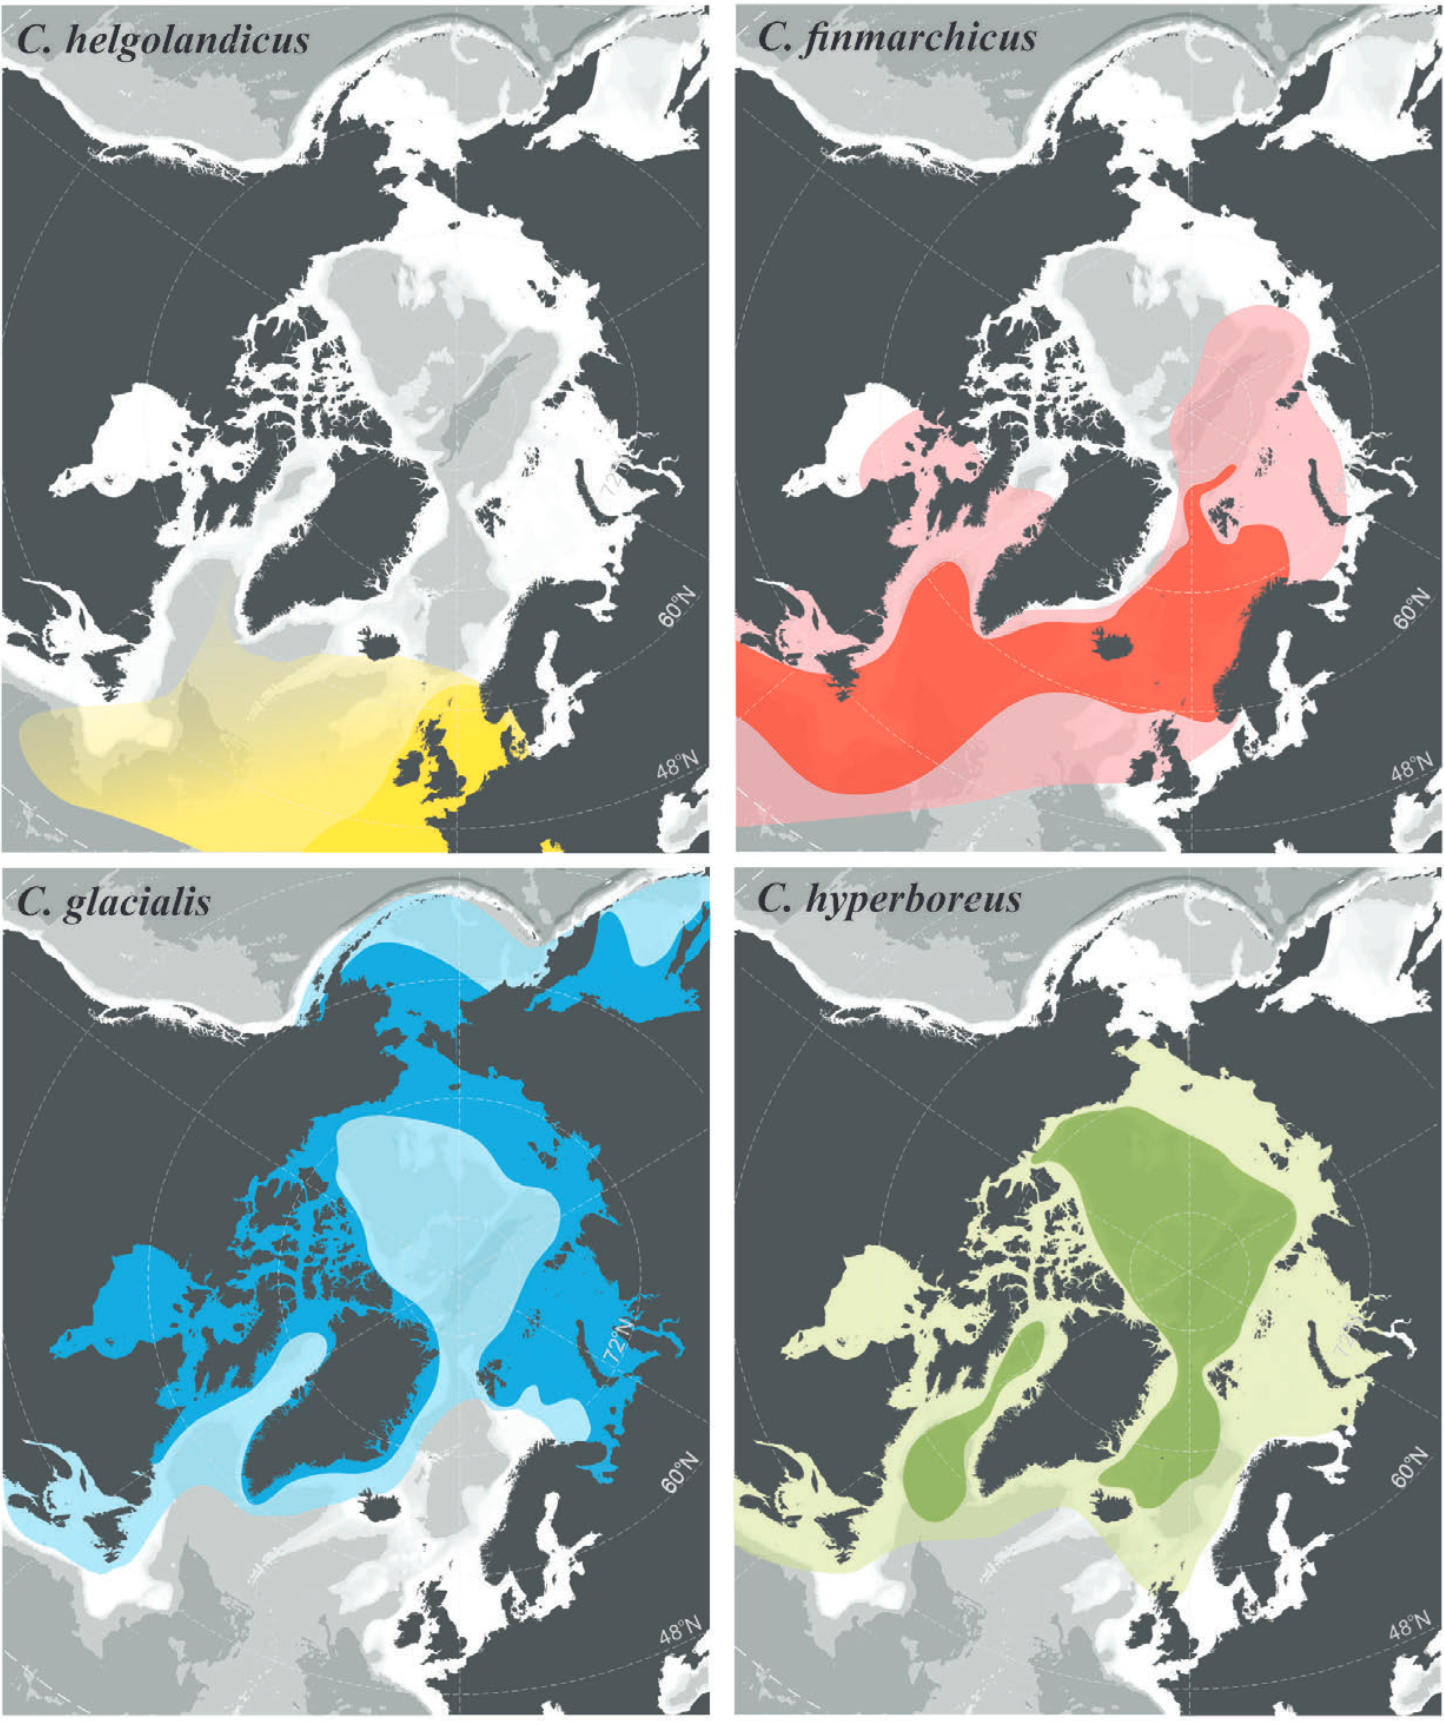 C. helgolandicus
C. finmarchicus
60°N
48°N
60°N
48°N
C. glacialis
C. hyperboreus
72°N
60°N
48°N
60°N
48°N